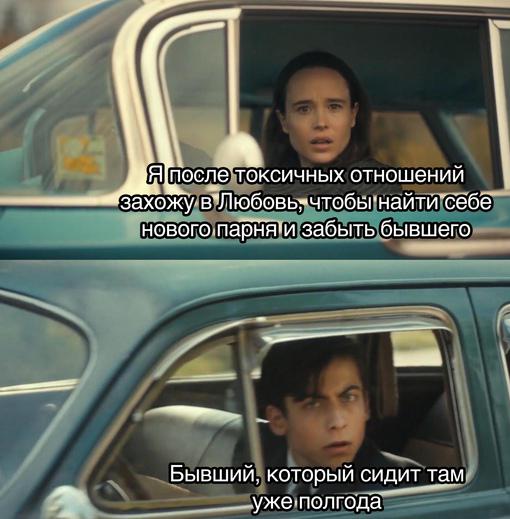 Я после токсичных отношений
захожу в Любовь, чтобы найти себе
нового парня и забыть бывшего
Бывший, который сидит там
уже полгода